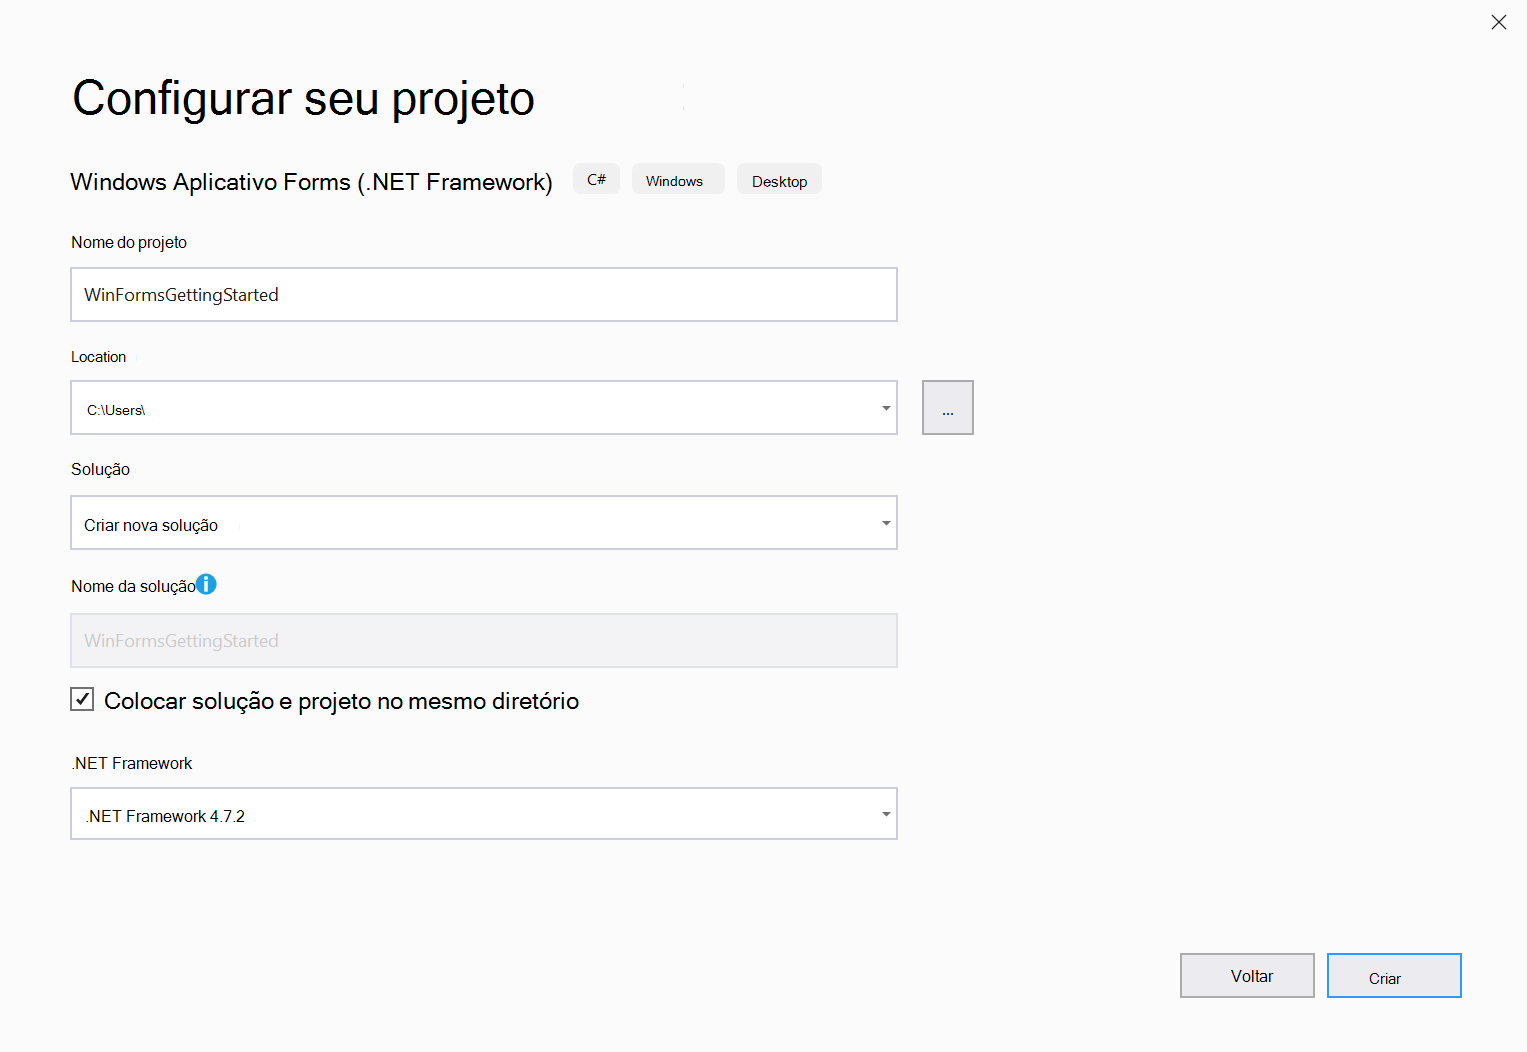 Configurar seu projeto
Windows Aplicativo Forms (.NET Framework) C# Windows Desktop
Nome do projeto
WinFormsGettingStarted
Location
C:\Users\
...
Solução
Criar nova solução
Nome da solução
WinFormsGettingStarted
Colocar solução e projeto no mesmo diretório
.NET Framework
.NET Framework 4.7.2
Voltar Criar